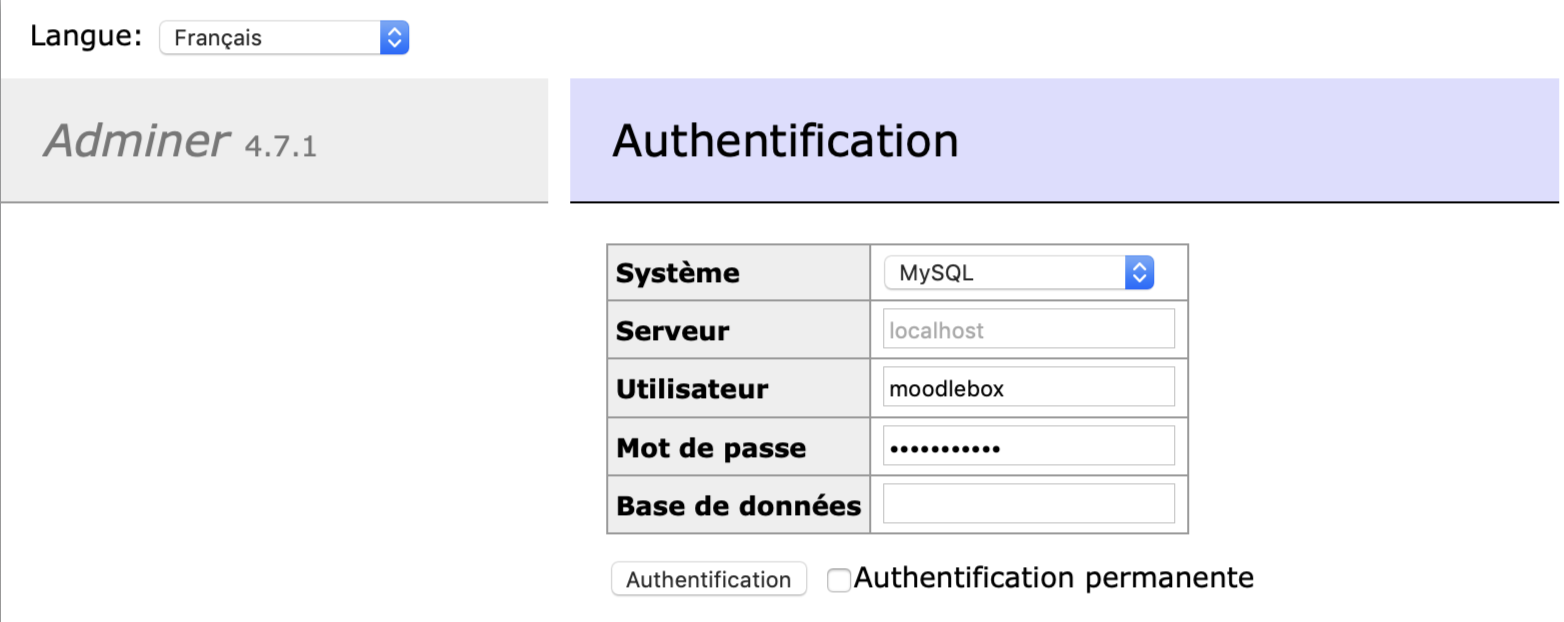 Langue: Français
Adminer 4.7.1
Authentification
Système MySQL
Serveur localhost
Utilisateur moodlebox
Mot de passe •••••••••••
Base de données
Authentification Authentification permanente